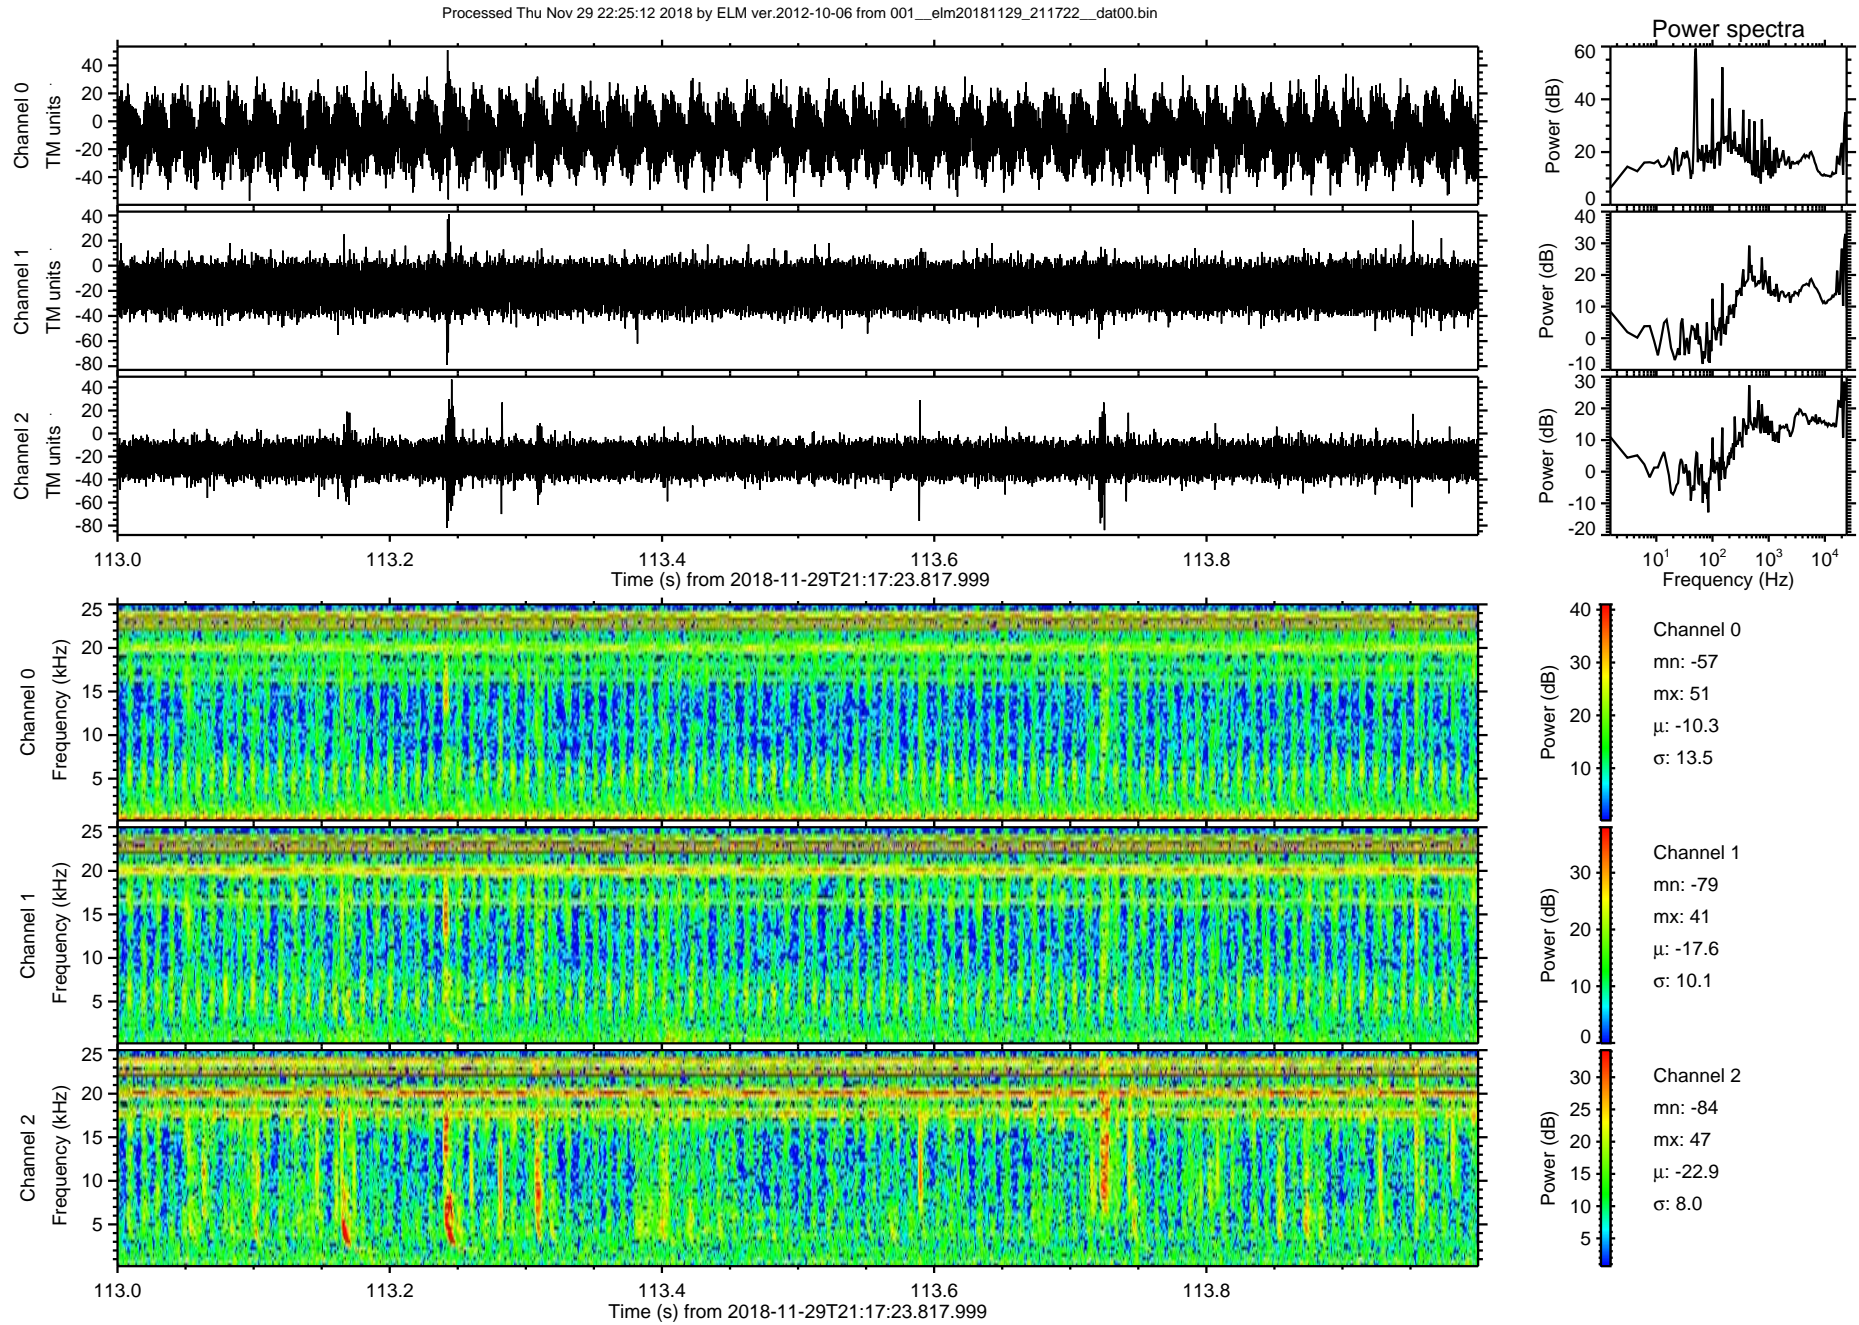 Processed Thu Nov 29 22:25:12 2018 by ELM ver.2012-10-06 from 001__elm20181129_211722__dat00.bin
Power spectra
Channel 0
TM units
40
20
0
-20
-40
Power (dB)
60
40
20
0
Channel 1
TM units
40
20
0
-20
-40
-60
-80
Power (dB)
40
30
20
10
0
-10
Channel 2
TM units
40
20
0
-20
-40
-60
-80
Power (dB)
30
20
10
0
-10
-20
113.0 113.2 113.4 113.6 113.8
Time (s) from 2018-11-29T21:17:23.817.999
10¹ 10² 10³ 10⁴
Frequency (Hz)
Channel 0
Frequency (kHz)
25
20
15
10
5
Power (dB)
40
30
20
10
Channel 0
mn: -57
mx: 51
μ: -10.3
σ: 13.5
Channel 1
Frequency (kHz)
25
20
15
10
5
Power (dB)
30
20
10
0
Channel 1
mn: -79
mx: 41
μ: -17.6
σ: 10.1
Channel 2
Frequency (kHz)
25
20
15
10
5
Power (dB)
30
25
20
15
10
5
Channel 2
mn: -84
mx: 47
μ: -22.9
σ: 8.0
113.0 113.2 113.4 113.6 113.8
Time (s) from 2018-11-29T21:17:23.817.999